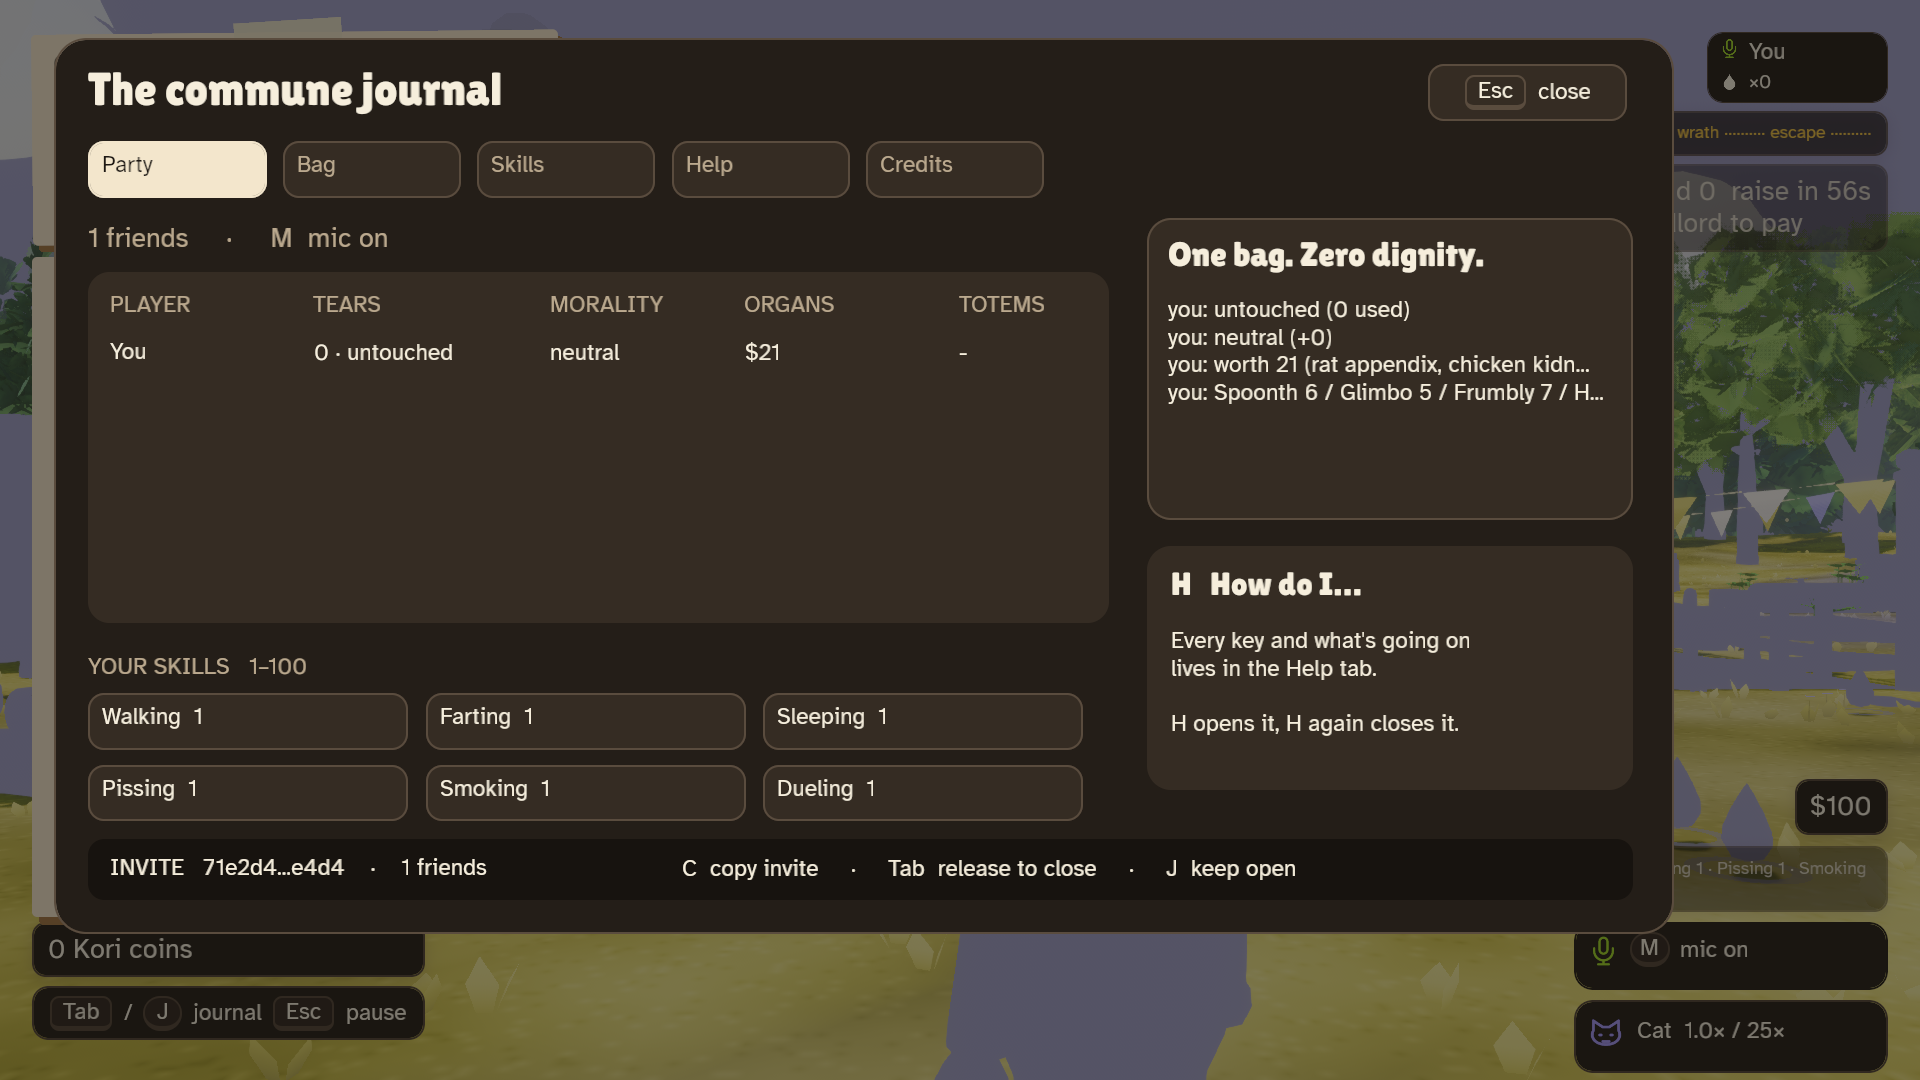 The commune journal
Esc close
You
×0
Party
Bag
Skills
Help
Credits
wrath ·········· escape ··········
d 0 raise in 56s
lord to pay
1 friends · M mic on
PLAYER TEARS MORALITY ORGANS TOTEMS
You 0 · untouched neutral $21 -
One bag. Zero dignity.
you: untouched (0 used)
you: neutral (+0)
you: worth 21 (rat appendix, chicken kidn...
you: Spoonth 6 / Glimbo 5 / Frumbly 7 / H...
H How do I...
Every key and what's going on
lives in the Help tab.
H opens it, H again closes it.
YOUR SKILLS 1–100
Walking 1
Farting 1
Sleeping 1
Pissing 1
Smoking 1
Dueling 1
$100
ng 1 · Pissing 1 · Smoking
INVITE 71e2d4...e4d4 · 1 friends C copy invite · Tab release to close · J keep open
0 Kori coins
M mic on
Tab / J journal Esc pause
Cat 1.0× / 25×